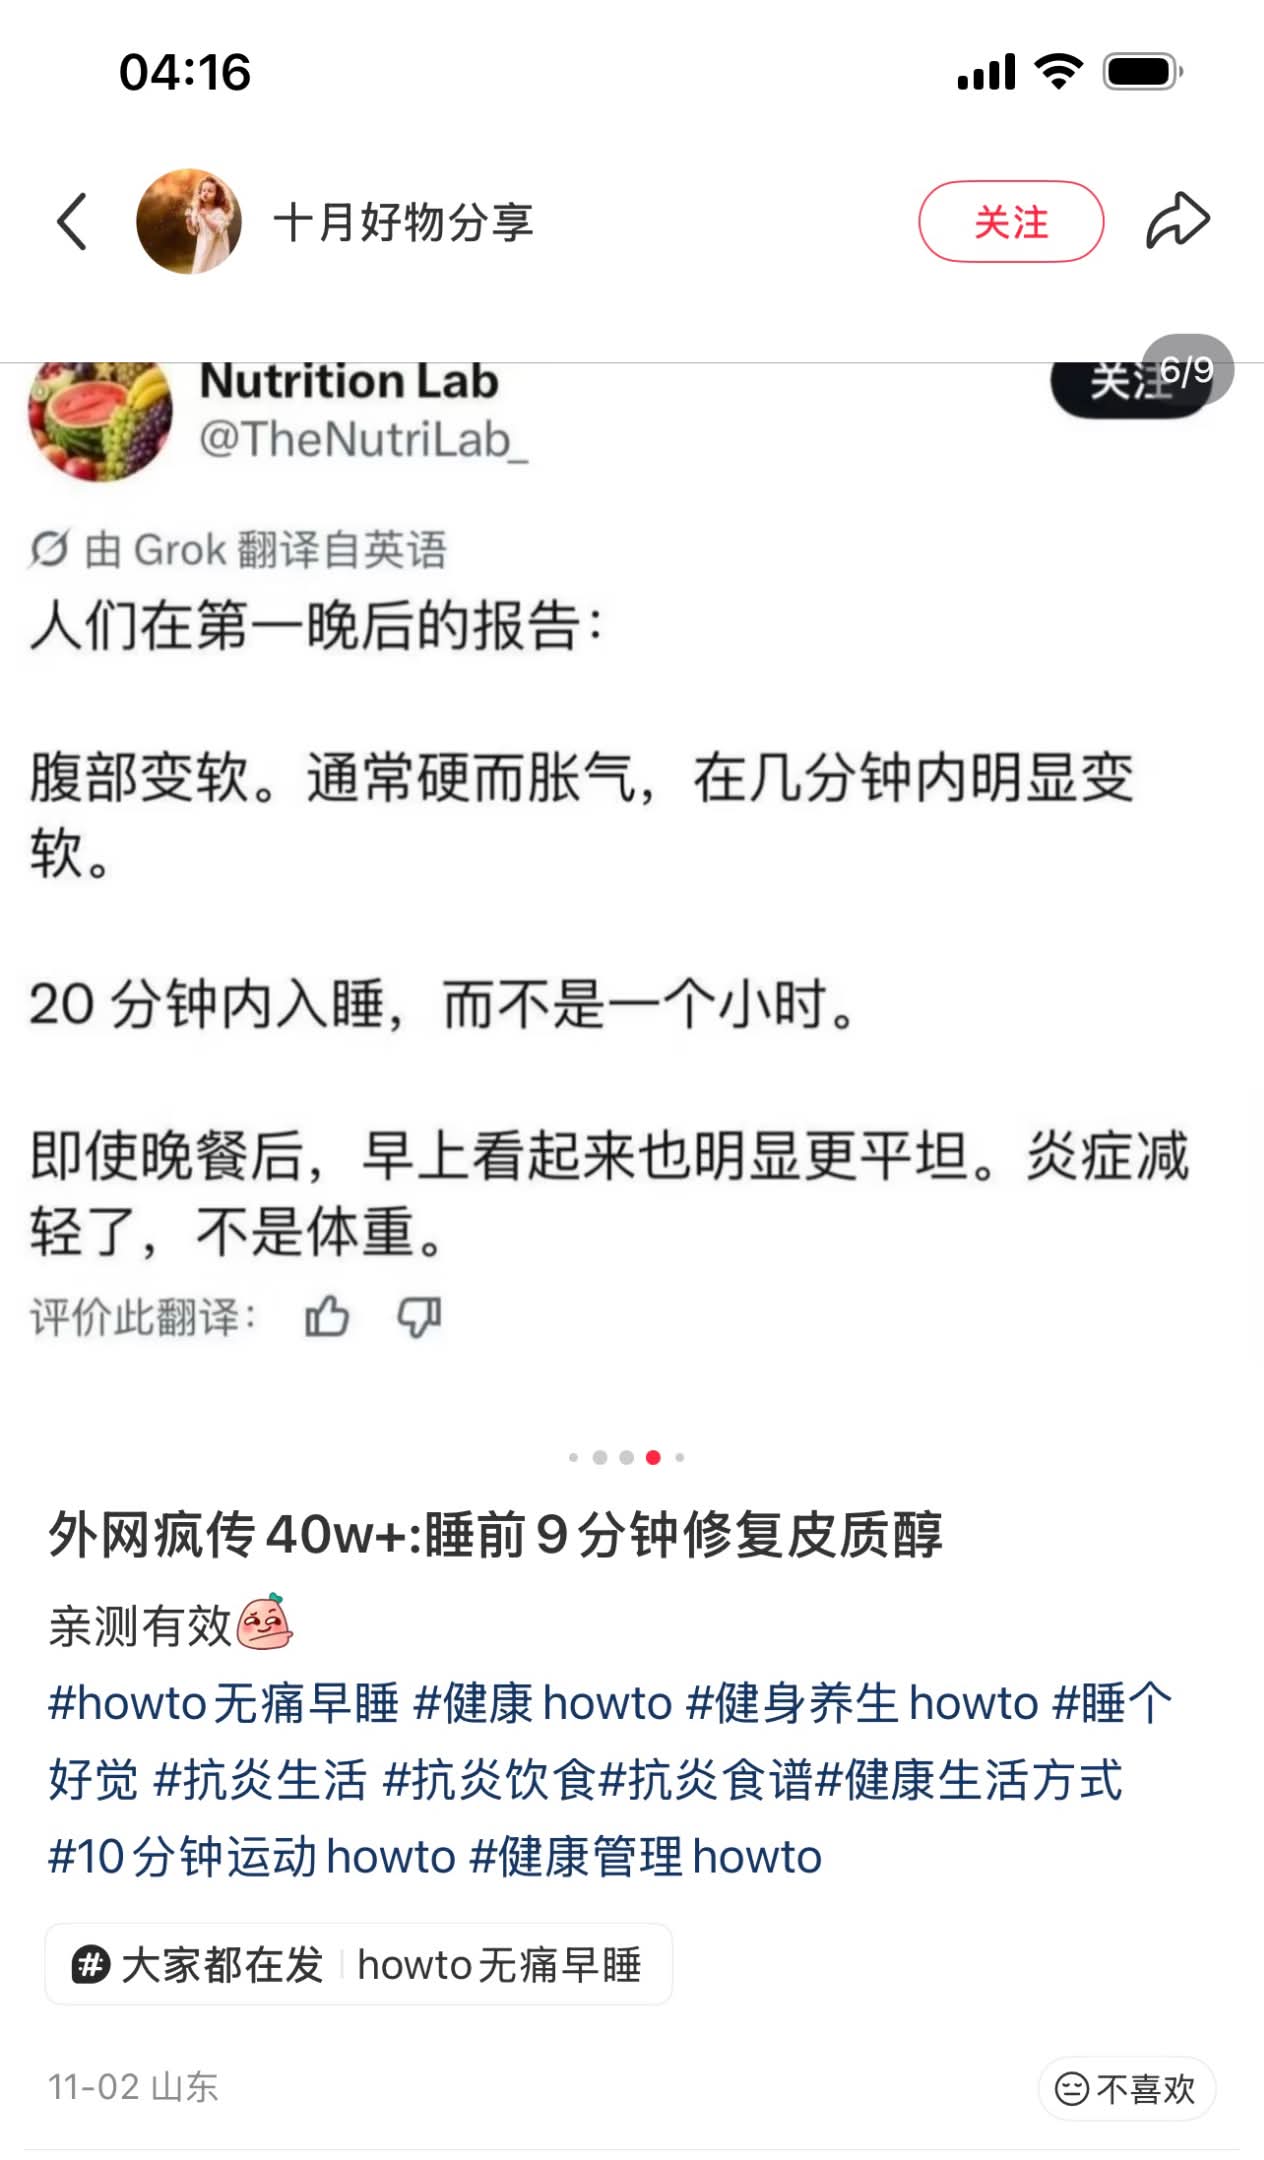 04:16
十月好物分享
关注
Nutrition Lab
关注
6/9
@TheNutriLab_
由 Grok 翻译自英语
人们在第一晚后的报告：
腹部变软。通常硬而胀气，在几分钟内明显变
软。
20 分钟内入睡，而不是一个小时。
即使晚餐后，早上看起来也明显更平坦。炎症减
轻了，不是体重。
评价此翻译：
外网疯传40w+:睡前9分钟修复皮质醇
亲测有效
#howto无痛早睡 #健康howto #健身养生howto #睡个
好觉 #抗炎生活 #抗炎饮食#抗炎食谱#健康生活方式
#10分钟运动howto #健康管理howto
# 大家都在发 | howto无痛早睡
11-02 山东
不喜欢